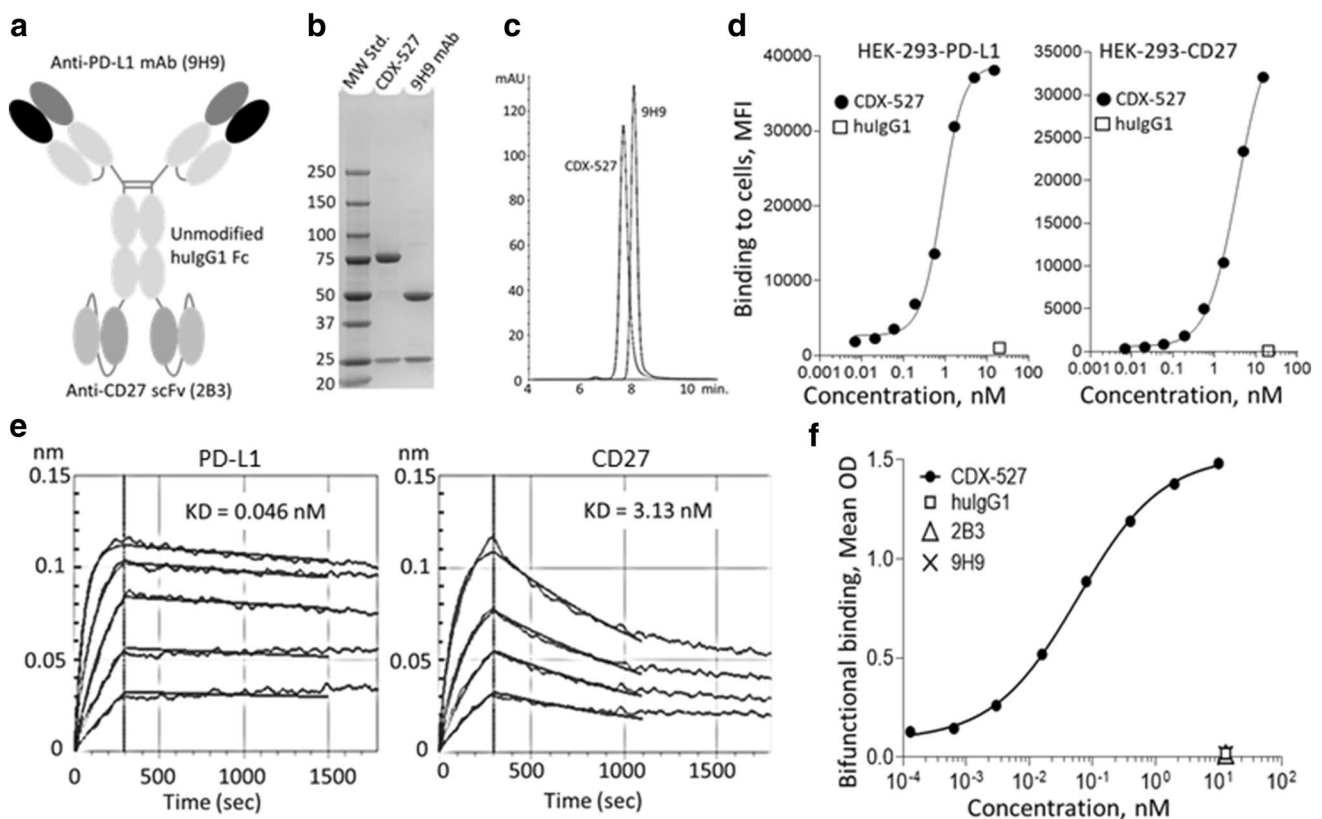 a
Anti-PD-L1 mAb (9H9)
Unmodified
huIgG1 Fc
Anti-CD27 scFv (2B3)
b
MW Std.
CDX-527
9H9 mAb
250
150
100
75
50
37
25
20
c
mAU
120
100
80
60
40
20
0
9H9
CDX-527
4 6 8 10 min.
d
HEK-293-PD-L1
CDX-527
huIgG1
Binding to cells, MFI
40000
30000
20000
10000
0
0.001 0.01 0.1 1 10 100
Concentration, nM
HEK-293-CD27
CDX-527
huIgG1
35000
30000
25000
20000
15000
10000
5000
0
0.001 0.01 0.1 1 10 100
Concentration, nM
e
nm
PD-L1
KD = 0.046 nM
0.15
0.1
0.05
0
0 500 1000 1500
Time (sec)
nm
CD27
KD = 3.13 nM
0.15
0.1
0.05
0
0 500 1000 1500
Time (sec)
f
Bifunctional binding, Mean OD
1.5
1.0
0.5
0.0
CDX-527
huIgG1
2B3
9H9
10-4 10-3 10-2 10-1 100 101 102
Concentration, nM